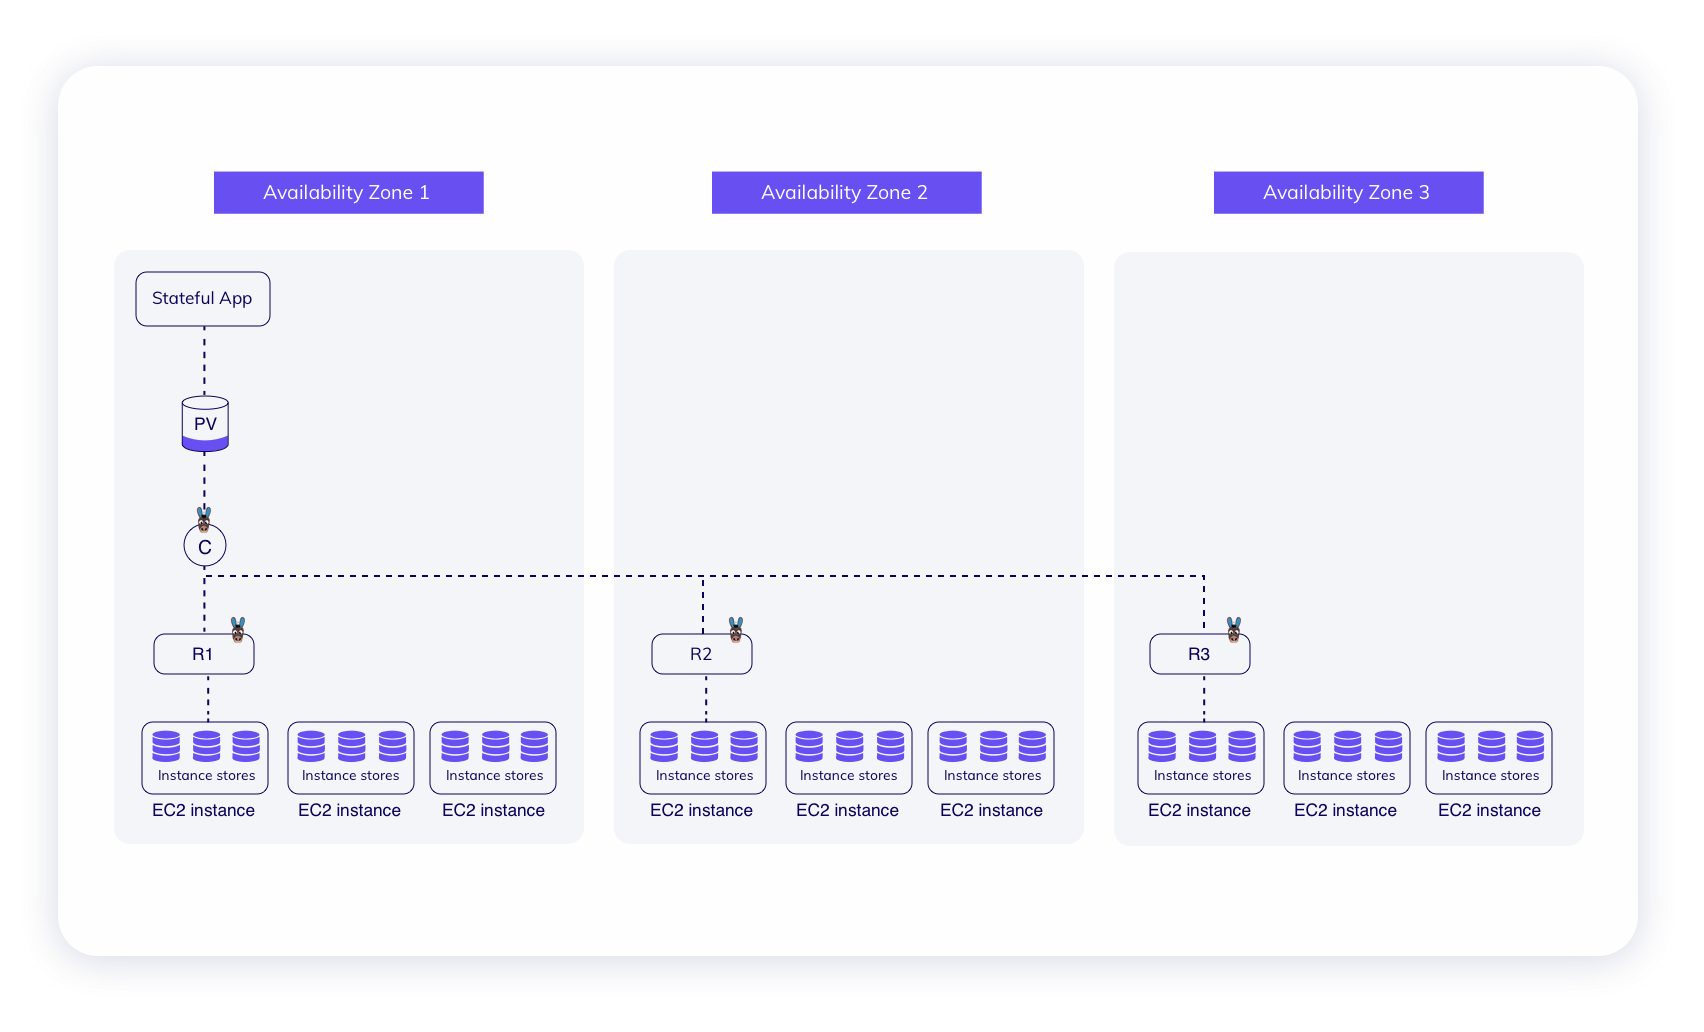 Availability Zone 1
Availability Zone 2
Availability Zone 3
Stateful App
PV
C
R1
R2
R3
Instance stores
Instance stores
Instance stores
Instance stores
Instance stores
Instance stores
Instance stores
Instance stores
Instance stores
EC2 instance
EC2 instance
EC2 instance
EC2 instance
EC2 instance
EC2 instance
EC2 instance
EC2 instance
EC2 instance